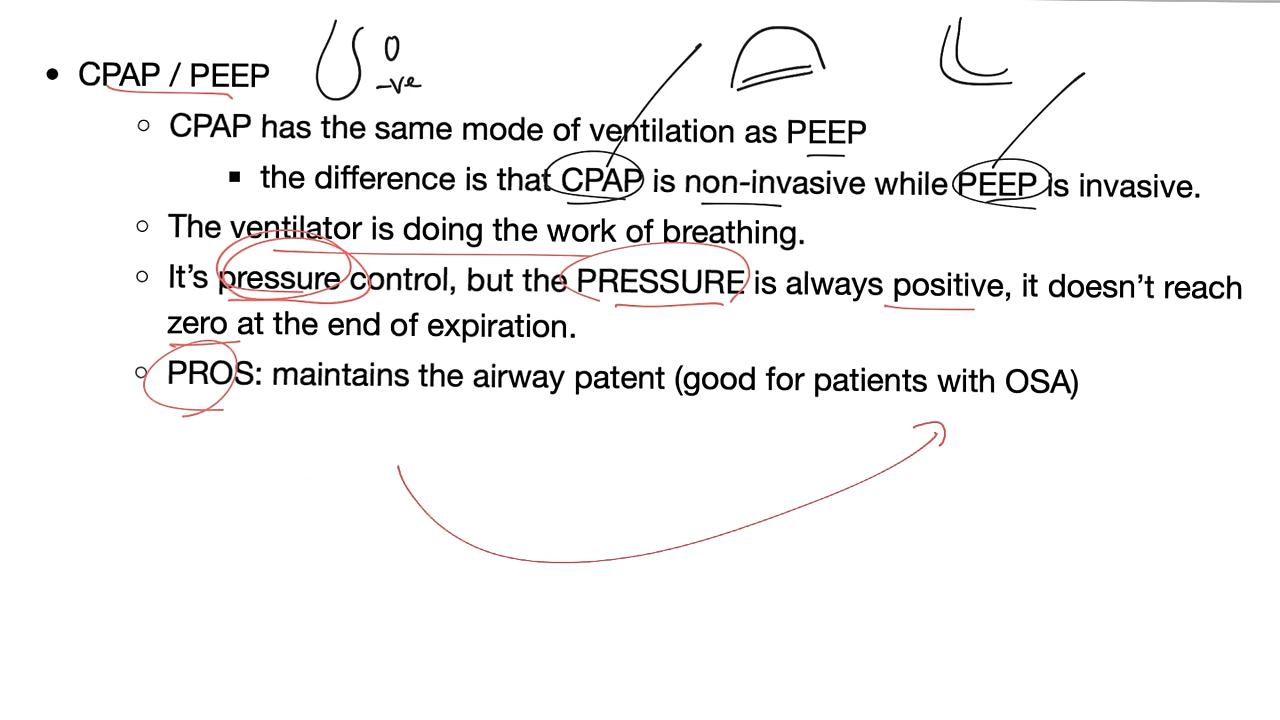 0
-ve
• CPAP / PEEP
◦ CPAP has the same mode of ventilation as PEEP
▪ the difference is that CPAP is non-invasive while PEEP is invasive.
◦ The ventilator is doing the work of breathing.
◦ It’s pressure control, but the PRESSURE is always positive, it doesn’t reach
zero at the end of expiration.
◦ PROS: maintains the airway patent (good for patients with OSA)